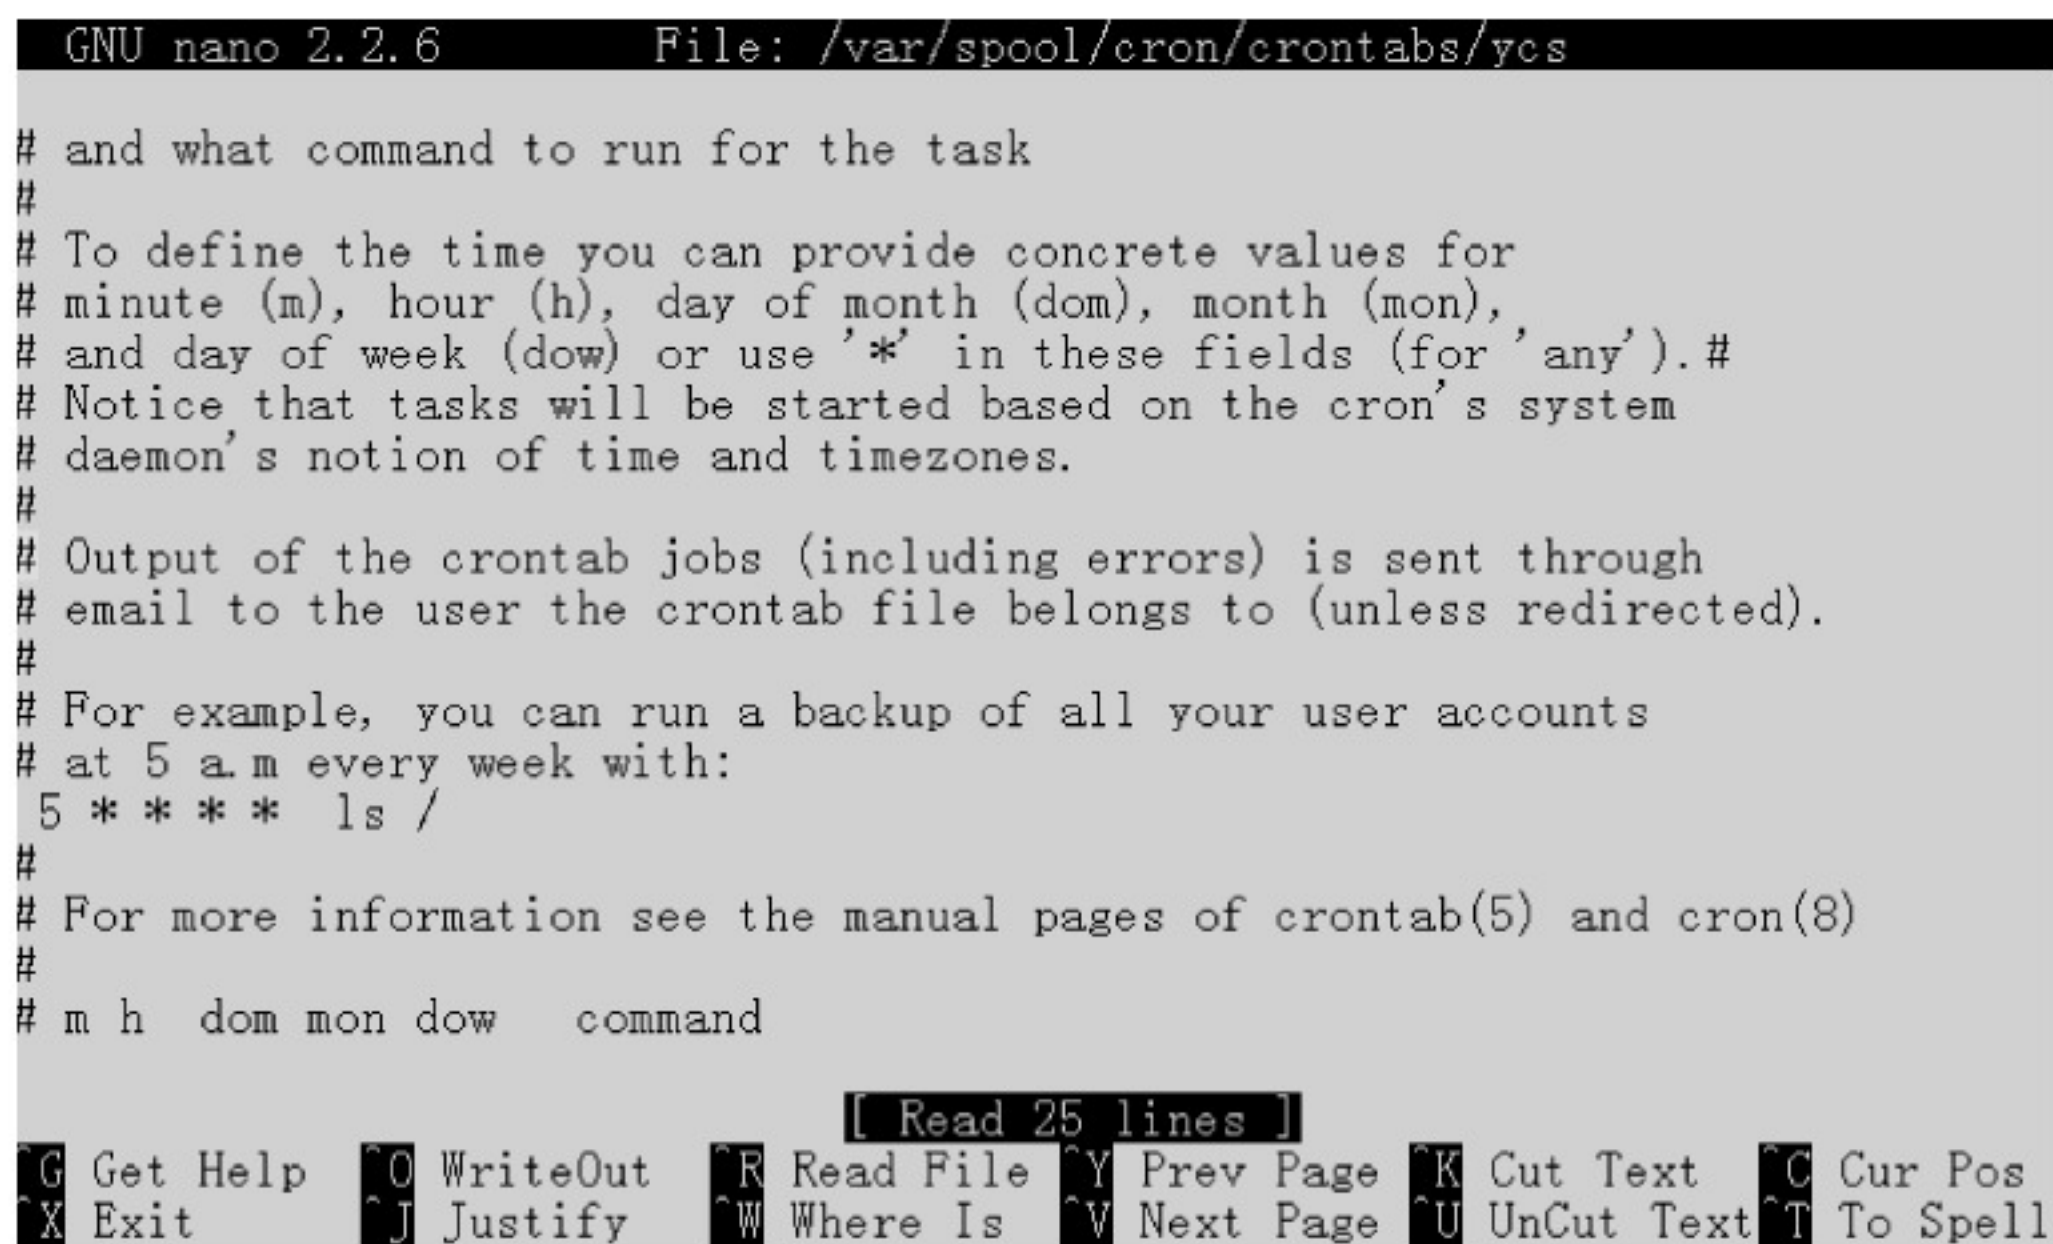 GNU nano 2.2.6 File: /var/spool/cron/crontabs/ycs
# and what command to run for the task
#
# To define the time you can provide concrete values for
# minute (m), hour (h), day of month (dom), month (mon),
# and day of week (dow) or use '*' in these fields (for 'any').#
# Notice that tasks will be started based on the cron's system
# daemon's notion of time and timezones.
#
# Output of the crontab jobs (including errors) is sent through
# email to the user the crontab file belongs to (unless redirected).
#
# For example, you can run a backup of all your user accounts
# at 5 a.m every week with:
5 * * * * ls /
#
# For more information see the manual pages of crontab(5) and cron(8)
#
# m h  dom mon dow   command
[ Read 25 lines ]
^G Get Help ^O WriteOut ^R Read File ^Y Prev Page ^K Cut Text ^C Cur Pos
^X Exit ^J Justify ^W Where Is ^V Next Page ^U UnCut Text ^T To Spell